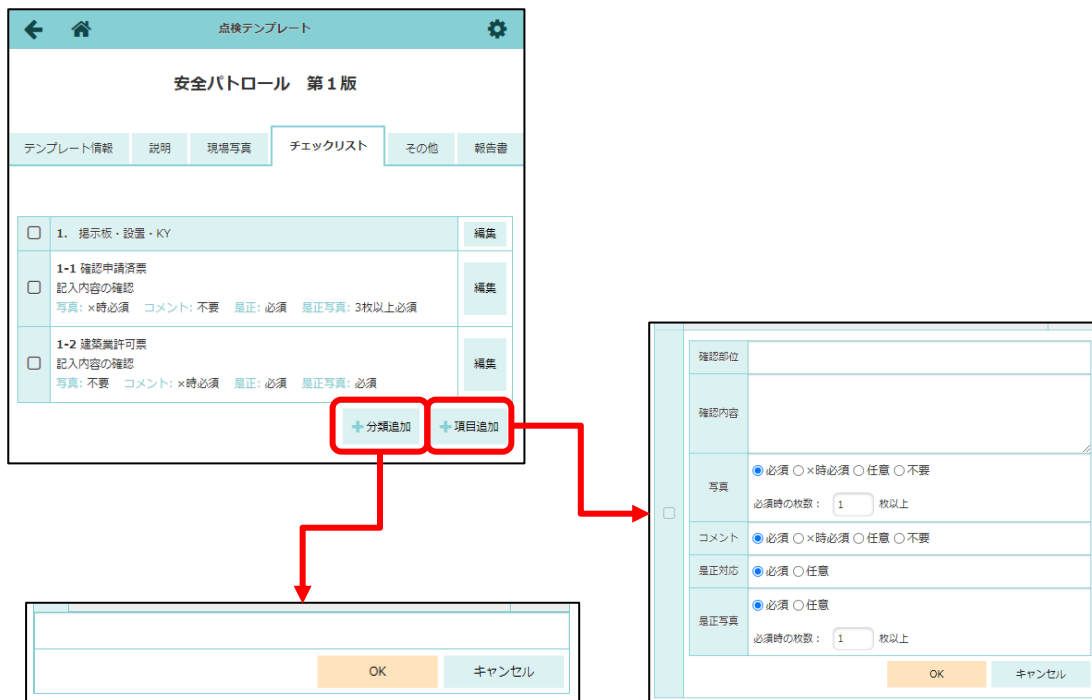 点検テンプレート
安全パトロール 第1版
テンプレート情報 説明 現場写真 チェックリスト その他 報告書
1. 掲示板・設置・KY 編集
1-1 確認申請済票
記入内容の確認
写真: ×時必須 コメント: 不要 是正: 必須 是正写真: 3枚以上必須
編集
1-2 建築業許可票
記入内容の確認
写真: 不要 コメント: ×時必須 是正: 必須 是正写真: 必須
編集
+分類追加 +項目追加
OK キャンセル
確認部位
確認内容
写真
必須 ×時必須 任意 不要
必須時の枚数: 1 枚以上
コメント 必須 ×時必須 任意 不要
是正対応 必須 任意
是正写真
必須 任意
必須時の枚数: 1 枚以上
OK キャンセル